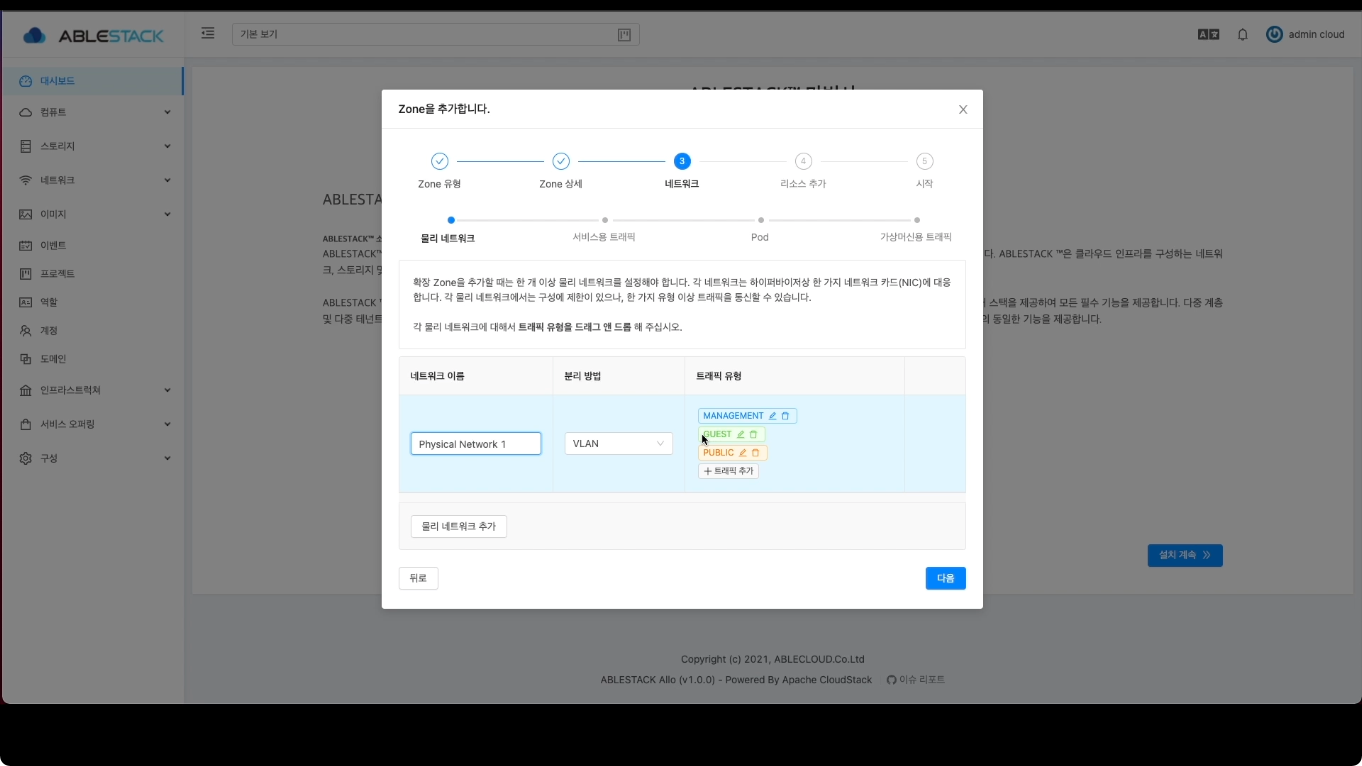 ABLESTACK
기본 보기
admin cloud
대시보드
컴퓨트
스토리지
네트워크
이미지
이벤트
프로젝트
역할
계정
도메인
인프라스트럭쳐
서비스 오퍼링
구성
Zone을 추가합니다.
3
4
5
Zone 유형
Zone 상세
네트워크
리소스 추가
시작
물리 네트워크
서비스용 트래픽
Pod
가상머신용 트래픽
확장 Zone을 추가할 때는 한 개 이상 물리 네트워크를 설정해야 합니다. 각 네트워크는 하이퍼바이저상 한 가지 네트워크 카드(NIC)에 대응
합니다. 각 물리 네트워크에서는 구성에 제한이 있으나, 한 가지 유형 이상 트래픽을 통신할 수 있습니다.
각 물리 네트워크에 대해서 트래픽 유형을 드래그 앤 드롭 해 주십시오.
네트워크 이름
분리 방법
트래픽 유형
Physical Network 1
VLAN
MANAGEMENT
GUEST
PUBLIC
트래픽 추가
물리 네트워크 추가
뒤로
다음
ABLESTA
ABLESTACK™
ABLESTACK™
다. ABLESTACK ™은 클라우드 인프라를 구성하는 네트워
크, 스토리지 및
ABLESTACK
스택을 제공하여 모든 필수 기능을 제공합니다. 다중 계층
및 다중 테넌트
동일한 기능을 제공합니다.
설치 계속
Copyright (c) 2021, ABLECLOUD.Co.Ltd
ABLESTACK Allo (v1.0.0) - Powered By Apache CloudStack
이슈 리포트